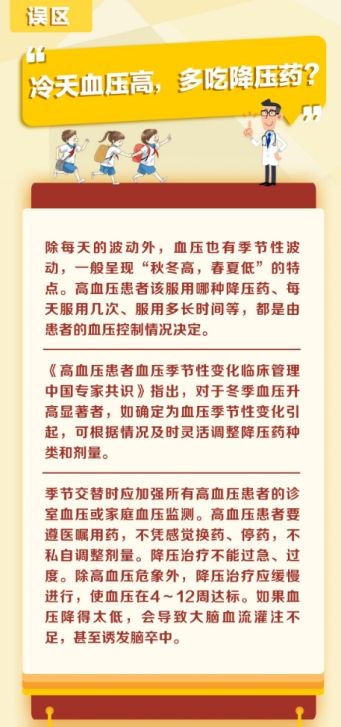 误区
“冷天血压高，多吃降压药？”
除每天的波动外，血压也有季节性波
动，一般呈现“秋冬高，春夏低”的特
点。高血压患者该服用哪种降压药、每
天服用几次、服用多长时间等，都是由
患者的血压控制情况决定。
《高血压患者血压季节性变化临床管理
中国专家共识》指出，对于冬季血压升
高显著者，如确定为血压季节性变化引
起，可根据情况及时灵活调整降压药种
类和剂量。
季节交替时应加强所有高血压患者的诊
室血压或家庭血压监测。高血压患者要
遵医嘱用药，不凭感觉换药、停药，不
私自调整剂量。降压治疗不能过急、过
度。除高血压危象外，降压治疗应缓慢
进行，使血压在4～12周达标。如果血
压降得太低，会导致大脑血流灌注不
足，甚至诱发脑卒中。